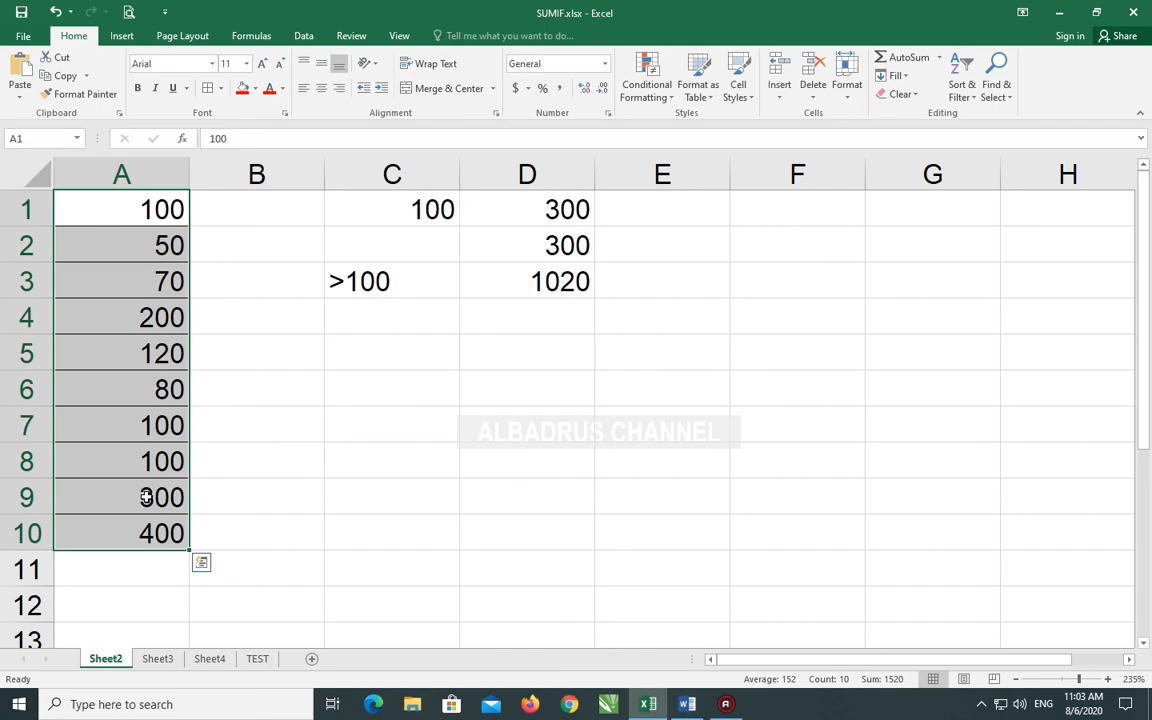 SUMIF.xlsx - Excel
File Home Insert Page Layout Formulas Data Review View Tell me what you want to do... Sign in Share
Paste Cut Copy Format Painter Clipboard
Arial 11 B I U Font
Wrap Text Merge & Center Alignment
General $ % , Number
Conditional Formatting Format as Table Cell Styles Styles
Insert Delete Format Cells
AutoSum Fill Clear Sort & Filter Find & Select Editing
A1 fx 100
A B C D E F G H
1 100 100 300
2 50 300
3 70 >100 1020
4 200
5 120
6 80
7 100
ALBADRUS CHANNEL
8 100
9 300
10 400
11
12
13
Sheet2 Sheet3 Sheet4 TEST
Ready Average: 152 Count: 10 Sum: 1520 235%
Type here to search ENG 11:03 AM
8/6/2020